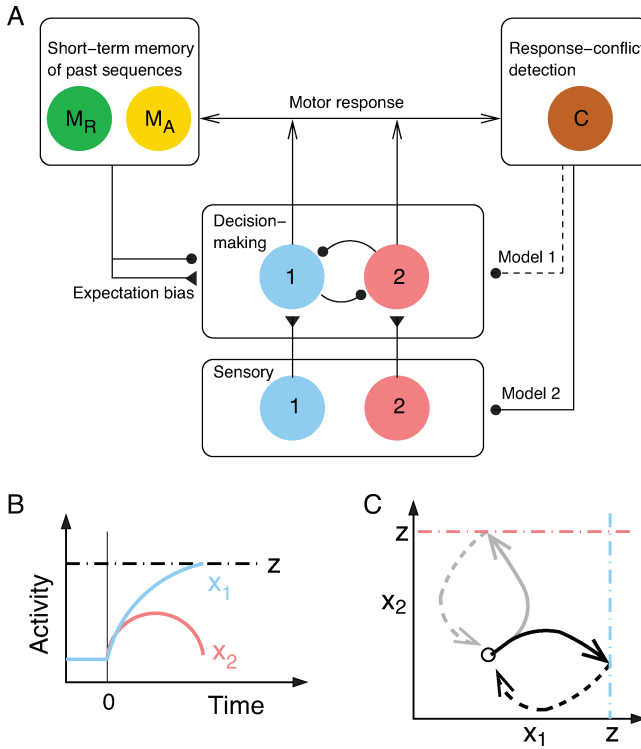 A
Short–term memory
of past sequences
M_R
M_A
Motor response
Response–conflict
detection
C
Decision–
making
1
2
Expectation bias
Model 1
Sensory
1
2
Model 2
B
Activity
z
x_1
x_2
0
Time
C
z
x_2
x_1
z